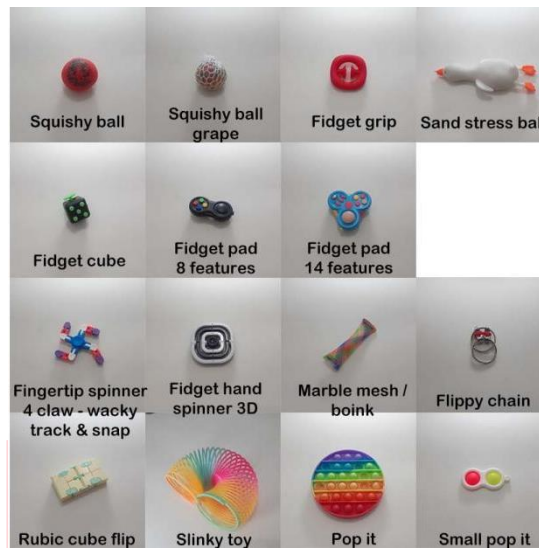 Squishy ball
Squishy ball
grape
Fidget grip
Sand stress bal
Fidget cube
Fidget pad
8 features
Fidget pad
14 features
Fingertip spinner
4 claw - wacky
track & snap
Fidget hand
spinner 3D
Marble mesh /
boink
Flippy chain
Rubic cube flip
Slinky toy
Pop it
Small pop it